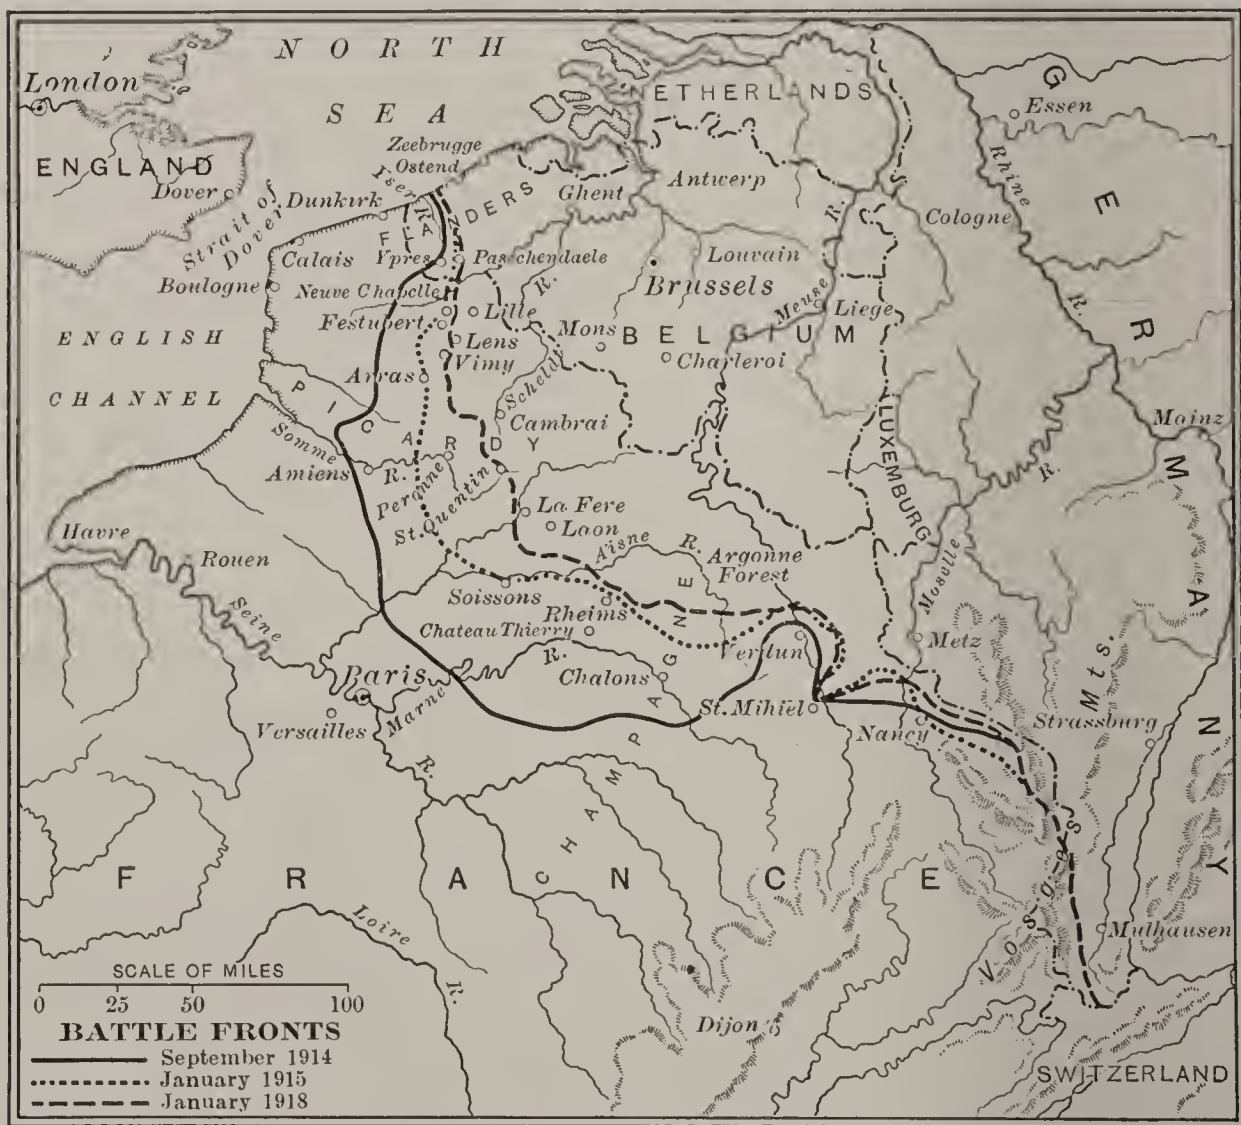 NORTH
SEA
London
ENGLAND
Dover
Strait of
Dover
Zeebrugge
Ostend
Yser R.
Dunkirk
FLANDERS
Ghent
Antwerp
NETHERLANDS
GERMANY
Essen
Rhine
R.
Cologne
Calais
Boulogne
Ypres
Passchendaele
Neuve Chapelle
Festubert
Lille
R.
Lens
Vimy
Arras
Mons
Louvain
Brussels
BELGIUM
Charleroi
Meuse
R.
Liege
ENGLISH
CHANNEL
PICARDY
Scheldt
Cambrai
Somme
R.
Amiens
Peronne
St. Quentin
LUXEMBURG
Mainz
R.
Moselle
La Fere
Laon
Havre
Rouen
Seine
Aisne
R.
Argonne
Forest
Soissons
Rheims
Chateau Thierry
R.
Verdun
Metz
Paris
Marne
Chalons
St. Mihiel
Versailles
R.
Nancy
Strassburg
Vosges
Mts.
CHAMPAGNE
FRANCE
Loire
R.
Mulhausen
Dijon
SWITZERLAND
SCALE OF MILES
0 25 50 100
BATTLE FRONTS
September 1914
January 1915
January 1918